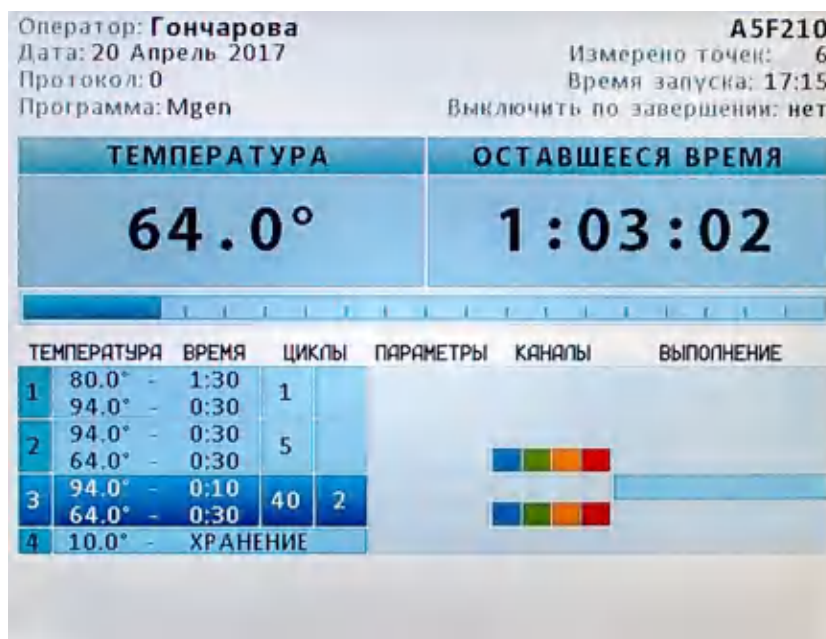 Оператор: Гончарова
Дата: 20 Апрель 2017
Протокол: 0
Программа: Mgen
A5F210
Измерено точек: 6
Время запуска: 17:15
Выключить по завершении: нет
ТЕМПЕРАТУРА ОСТАВШЕЕСЯ ВРЕМЯ
64.0° 1:03:02
ТЕМПЕРАТУРА ВРЕМЯ ЦИКЛЫ ПАРАМЕТРЫ КАНАЛЫ ВЫПОЛНЕНИЕ
1 80.0° - 1:30 1
94.0° - 0:30
2 94.0° - 0:30 5
64.0° - 0:30
3 94.0° - 0:10 40 2
64.0° - 0:30
4 10.0° - ХРАНЕНИЕ